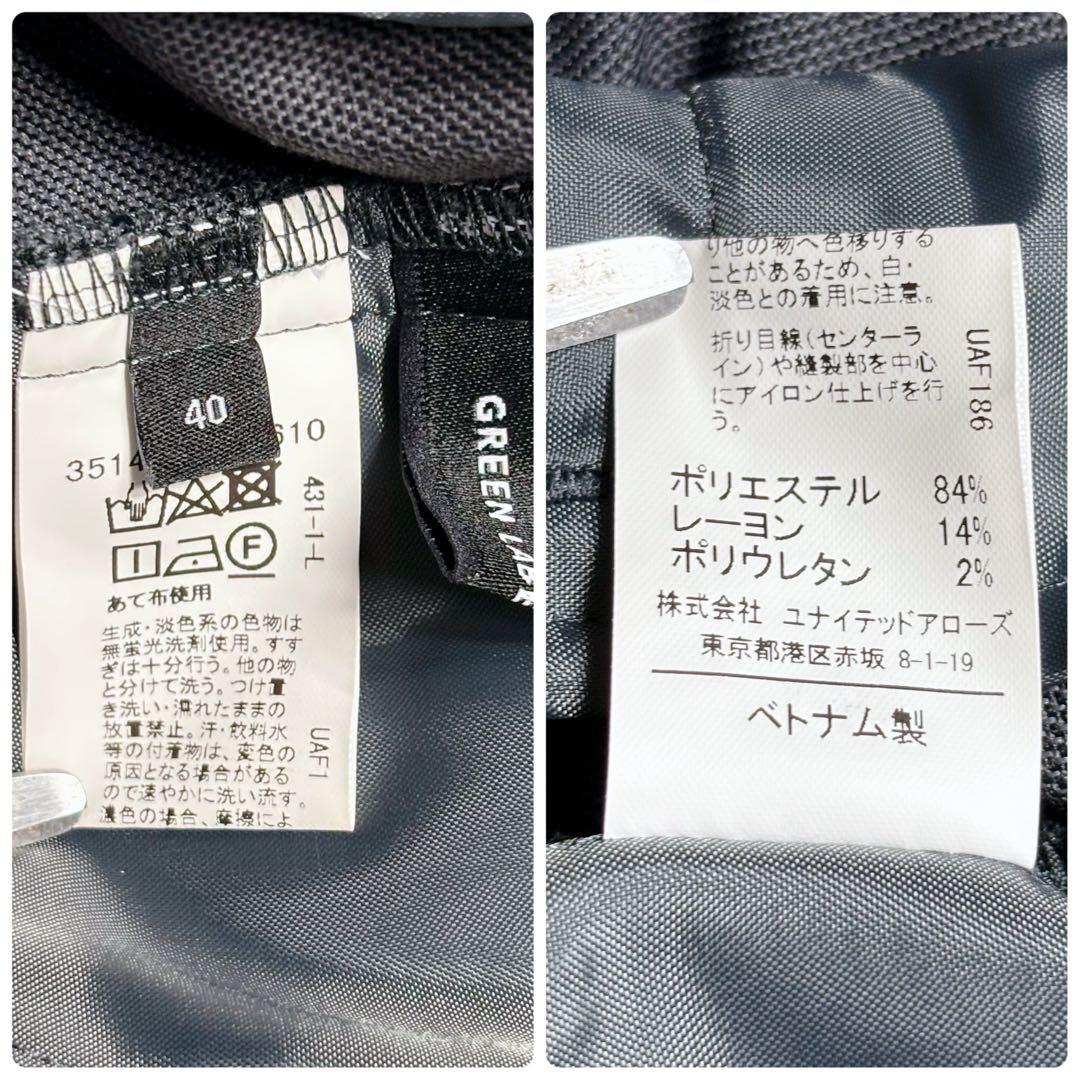 40
3514
610
431-1-L
F
あて布使用
生成・淡色系の色物は
無蛍光洗剤使用。すす
ぎは十分行う。他の物
と分けて洗う。つけ置
き洗い・濡れたままの
放置禁止。汗・飲料水
等の付着物は、変色の
原因となる場合がある
ので速やかに洗い流す。
濃色の場合、摩擦によ
UAF1
GREEN LAB
り他の物へ色移りする
ことがあるため、白・
淡色との着用に注意。
折り目線(センターラ
イン)や縫製部を中心
にアイロン仕上げを行
う。
UAF186
ポリエステル 84%
レーヨン 14%
ポリウレタン 2%
株式会社 ユナイテッドアローズ
東京都港区赤坂 8-1-19
ベトナム製